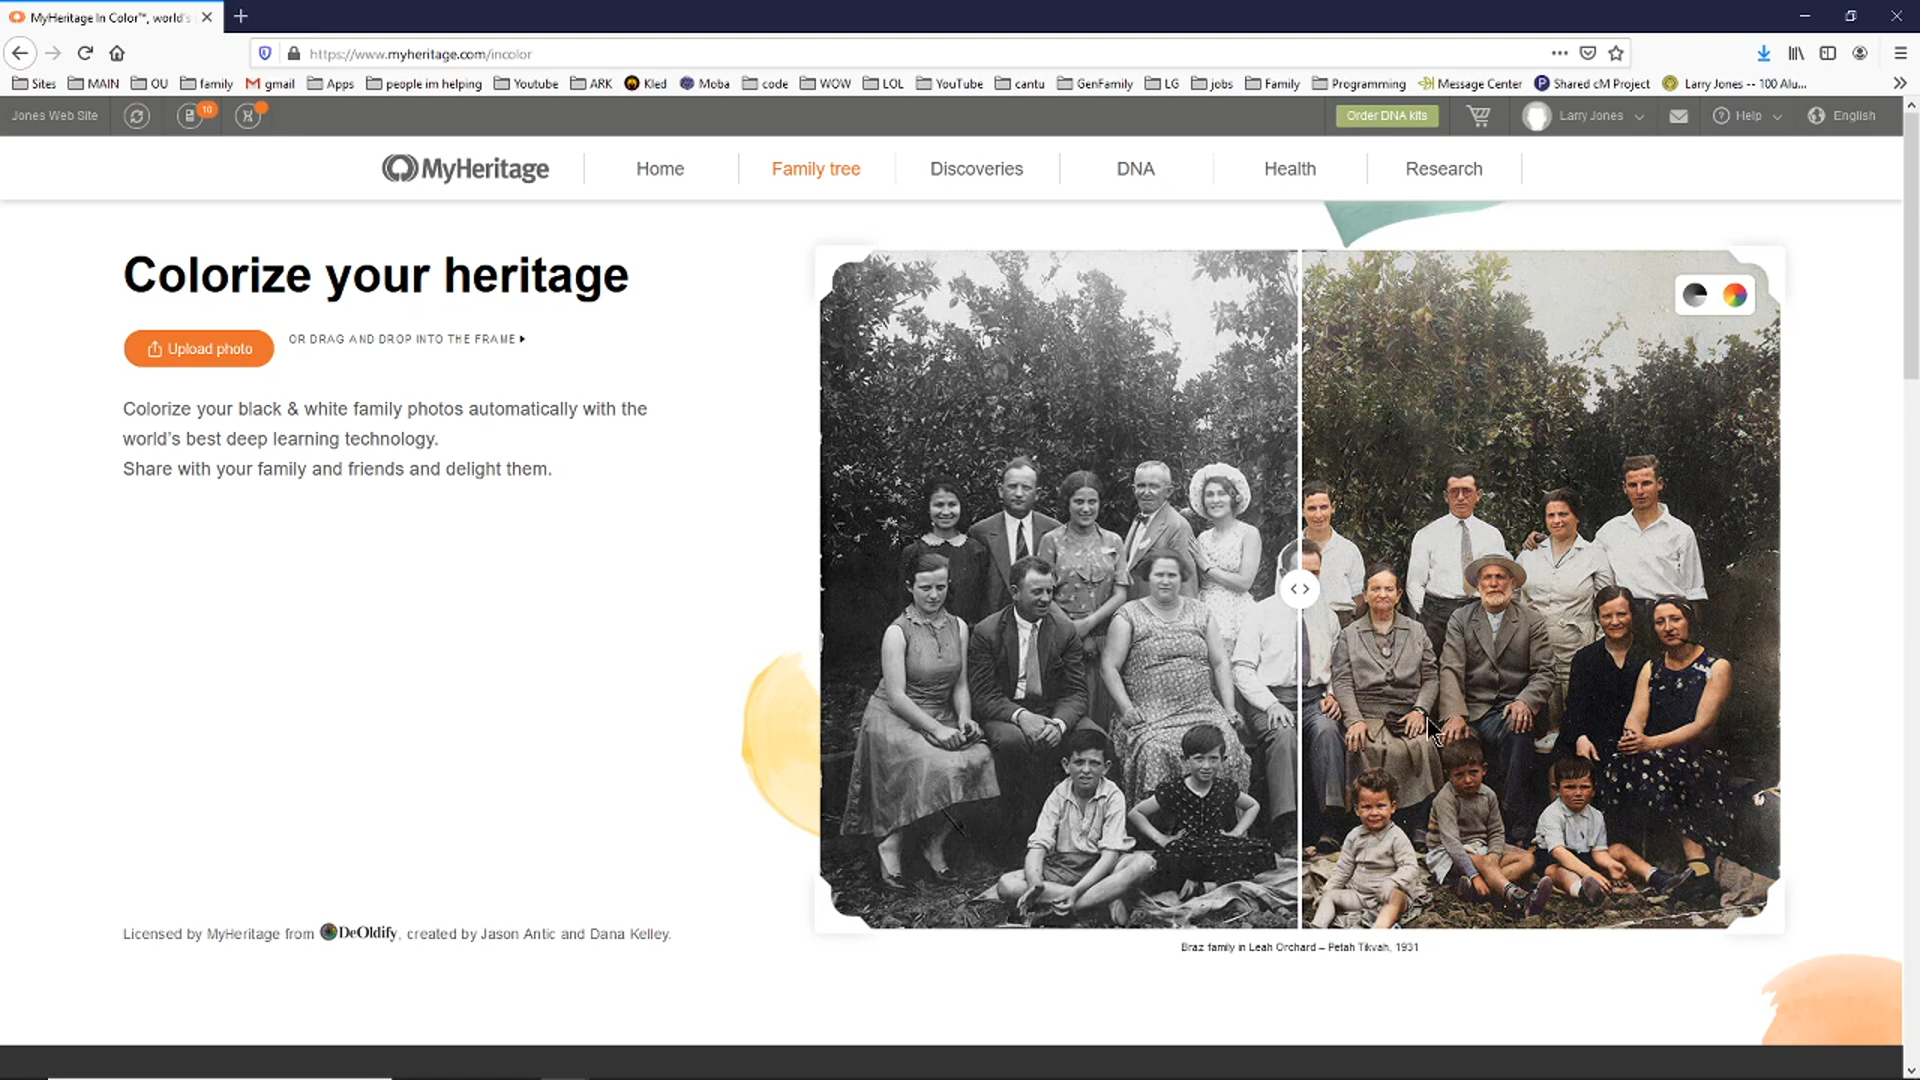 MyHeritage In Color™, world's
https://www.myheritage.com/incolor
Sites MAIN OU family gmail Apps people im helping Youtube ARK Kled Moba code WOW LOL YouTube cantu GenFamily LG jobs Family Programming Message Center Shared cM Project Larry Jones -- 100 Alu...
Jones Web Site 10 Order DNA kits Larry Jones Help English
MyHeritage Home Family tree Discoveries DNA Health Research
Colorize your heritage
Upload photo OR DRAG AND DROP INTO THE FRAME
Colorize your black & white family photos automatically with the
world's best deep learning technology.
Share with your family and friends and delight them.
Licensed by MyHeritage from DeOldify, created by Jason Antic and Dana Kelley.
Braz family in Leah Orchard – Petah Tikvah, 1931